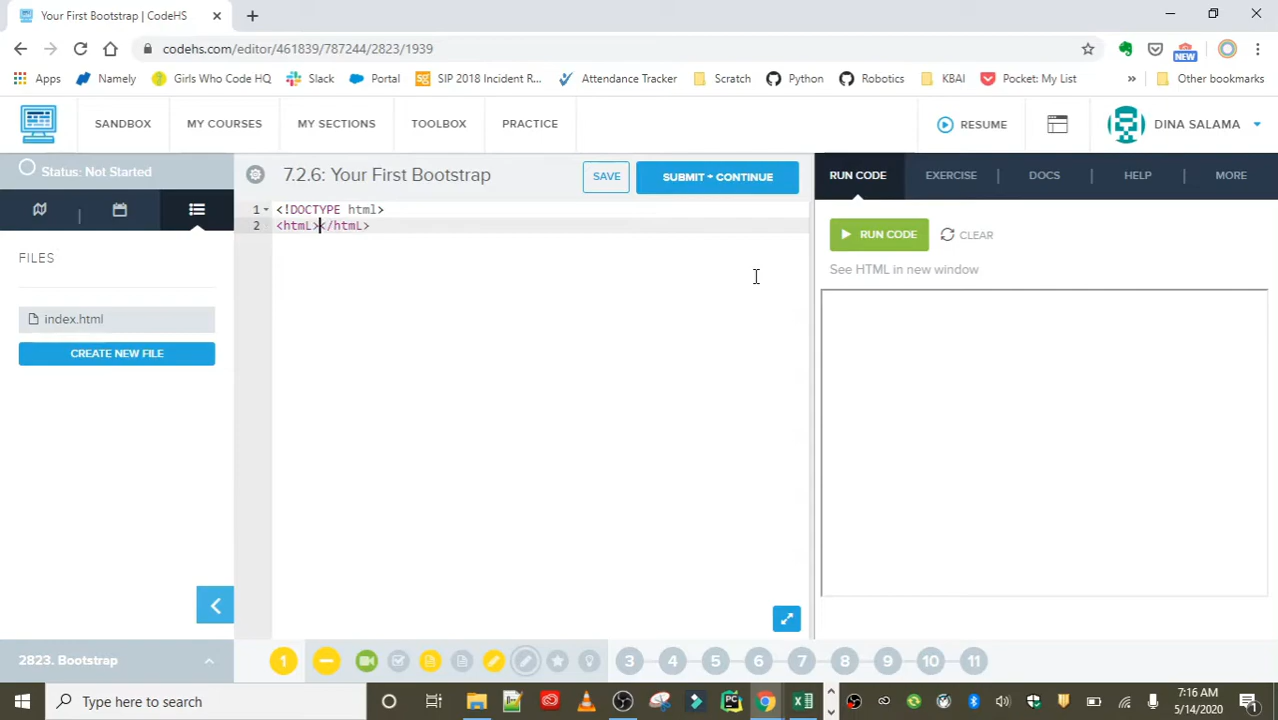 Your First Bootstrap | CodeHS
codehs.com/editor/461839/787244/2823/1939
Apps Namely Girls Who Code HQ Slack Portal SIP 2018 Incident R... Attendance Tracker Scratch Python Robotics KBAI Pocket: My List » Other bookmarks
NEW
SANDBOX MY COURSES MY SECTIONS TOOLBOX PRACTICE RESUME DINA SALAMA
Status: Not Started
7.2.6: Your First Bootstrap SAVE SUBMIT + CONTINUE
RUN CODE EXERCISE DOCS HELP MORE
1 <!DOCTYPE html>
2 <htmL></htmL>
FILES
index.html
CREATE NEW FILE
RUN CODE CLEAR
See HTML in new window
2823. Bootstrap 1 3 4 5 6 7 8 9 10 11
Type here to search
PC
7:16 AM
5/14/2020
1